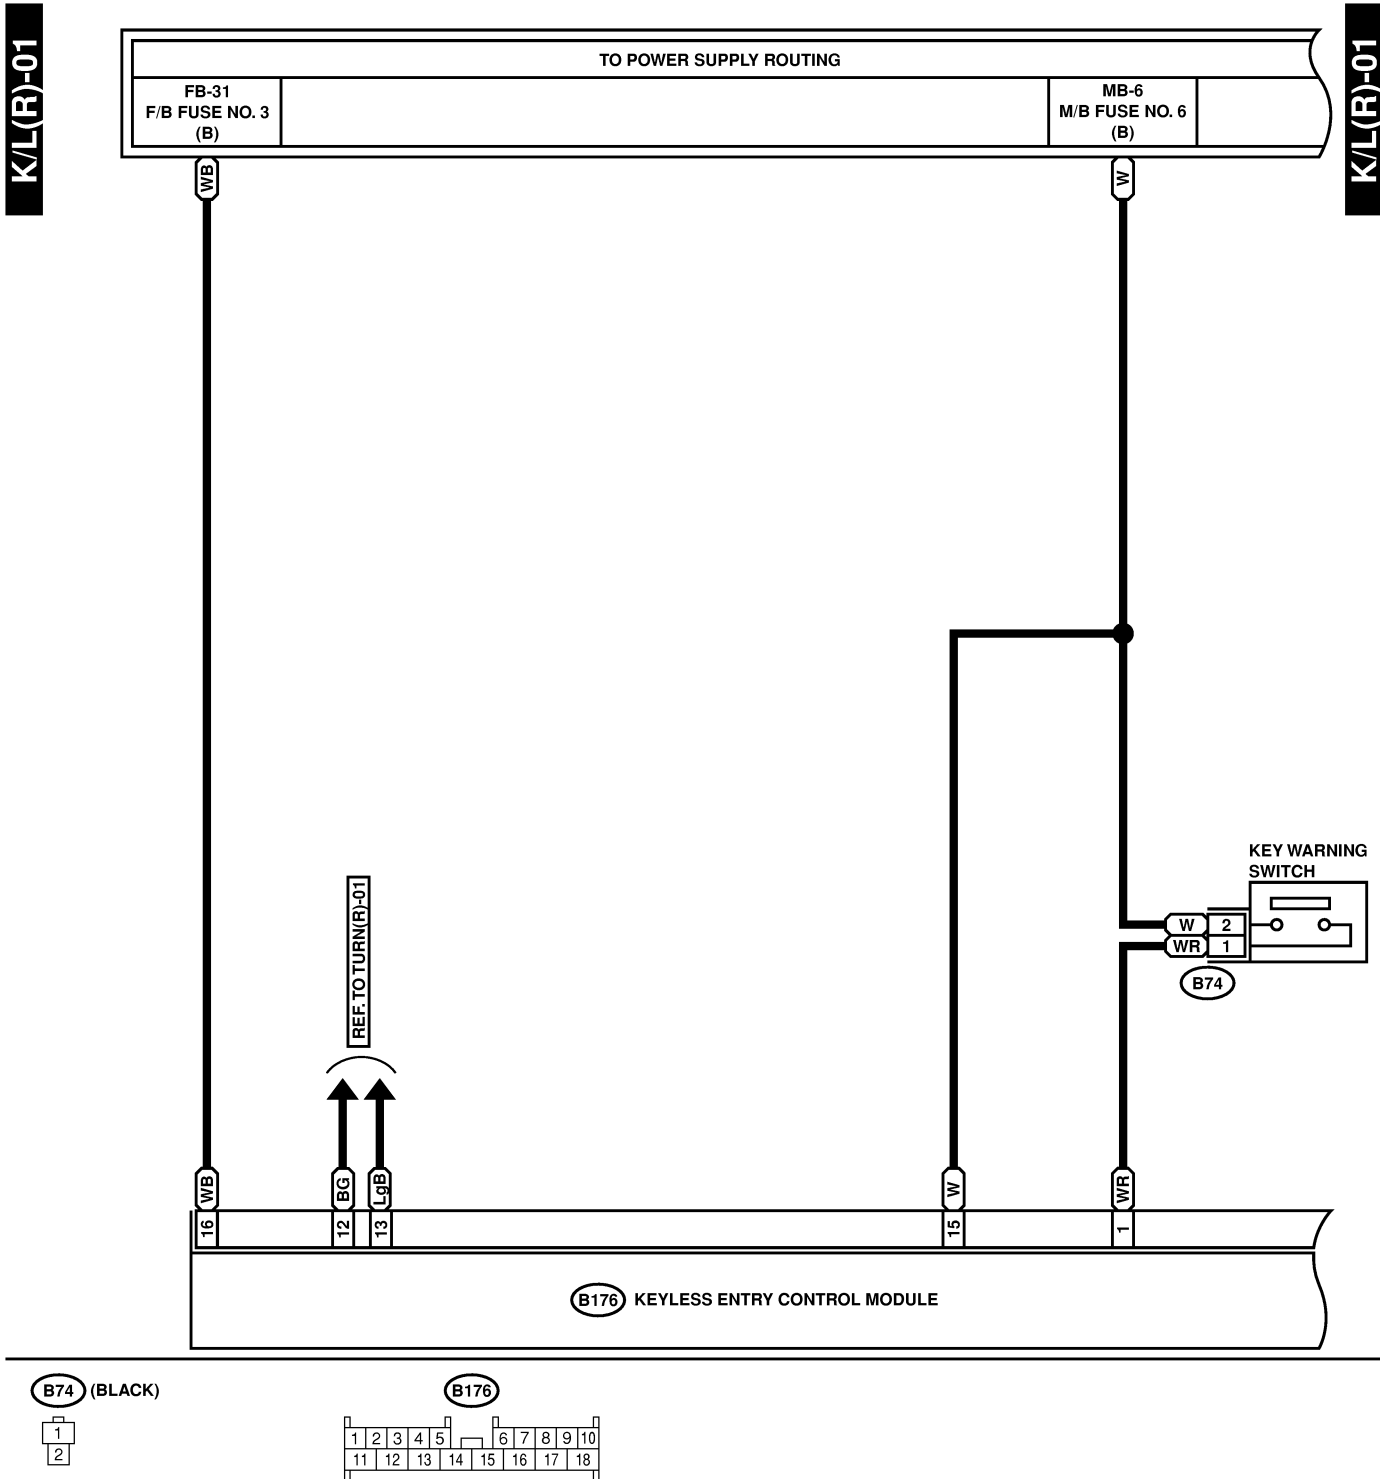 K/L(R)-01
K/L(R)-01
TO POWER SUPPLY ROUTING
FB-31
F/B FUSE NO. 3
(B)
MB-6
M/B FUSE NO. 6
(B)
WB
W
KEY WARNING
SWITCH
REF. TO TURN(R)-01
W 2
WR 1
B74
WB
BG
LgB
W
WR
16
12
13
15
1
B176 KEYLESS ENTRY CONTROL MODULE
B74 (BLACK)
1
2
B176
1 2 3 4 5 6 7 8 9 10
11 12 13 14 15 16 17 18